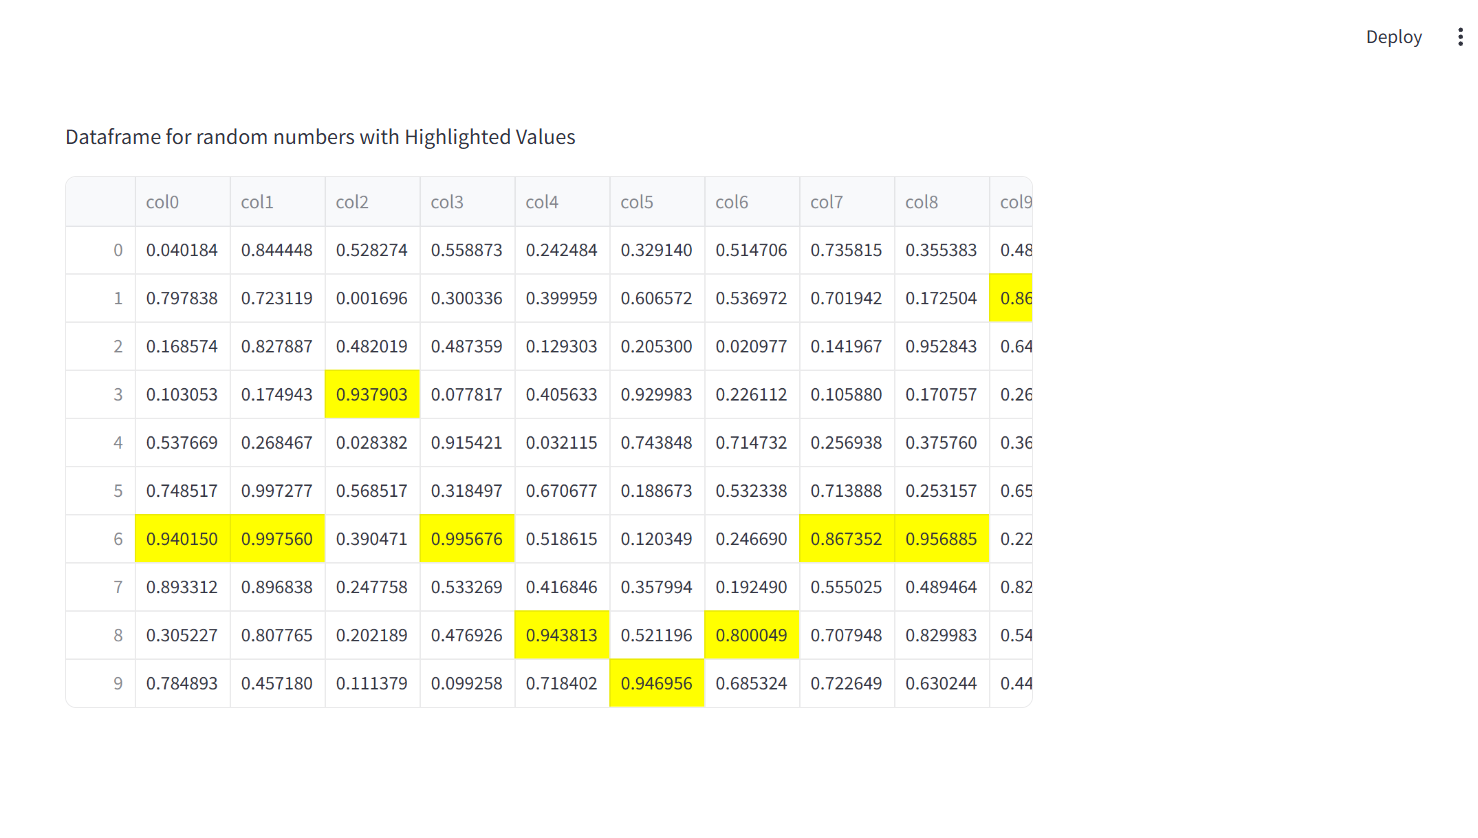 Deploy
Dataframe for random numbers with Highlighted Values
col0 col1 col2 col3 col4 col5 col6 col7 col8 col9
0 0.040184 0.844448 0.528274 0.558873 0.242484 0.329140 0.514706 0.735815 0.355383 0.48
1 0.797838 0.723119 0.001696 0.300336 0.399959 0.606572 0.536972 0.701942 0.172504 0.86
2 0.168574 0.827887 0.482019 0.487359 0.129303 0.205300 0.020977 0.141967 0.952843 0.64
3 0.103053 0.174943 0.937903 0.077817 0.405633 0.929983 0.226112 0.105880 0.170757 0.26
4 0.537669 0.268467 0.028382 0.915421 0.032115 0.743848 0.714732 0.256938 0.375760 0.36
5 0.748517 0.997277 0.568517 0.318497 0.670677 0.188673 0.532338 0.713888 0.253157 0.65
6 0.940150 0.997560 0.390471 0.995676 0.518615 0.120349 0.246690 0.867352 0.956885 0.22
7 0.893312 0.896838 0.247758 0.533269 0.416846 0.357994 0.192490 0.555025 0.489464 0.82
8 0.305227 0.807765 0.202189 0.476926 0.943813 0.521196 0.800049 0.707948 0.829983 0.54
9 0.784893 0.457180 0.111379 0.099258 0.718402 0.946956 0.685324 0.722649 0.630244 0.44